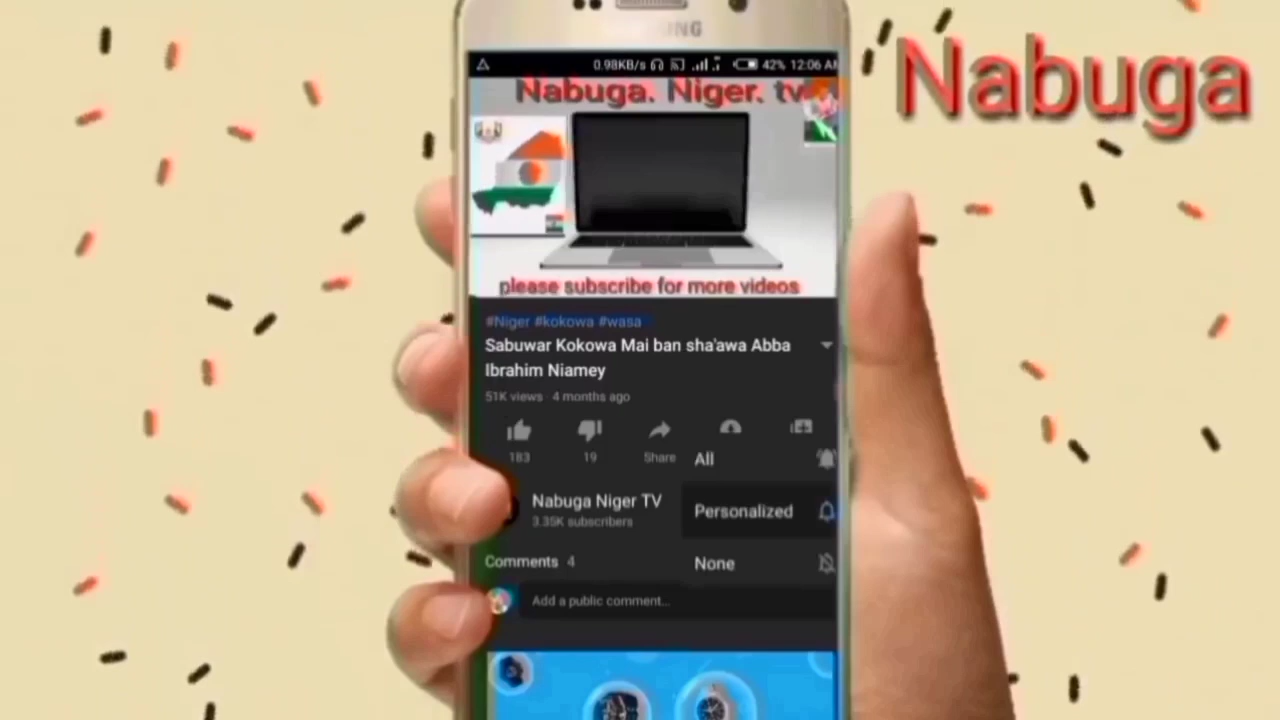 Nabuga
0.98KB/s 42% 12:06 AM
Nabuga. Niger. tv
please subscribe for more videos
#Niger #kokowa #wasa
Sabuwar Kokowa Mai ban sha'awa Abba
Ibrahim Niamey
51K views · 4 months ago
183 19 Share
All
Nabuga Niger TV
3.35K subscribers
Personalized
Comments 4
None
Add a public comment...